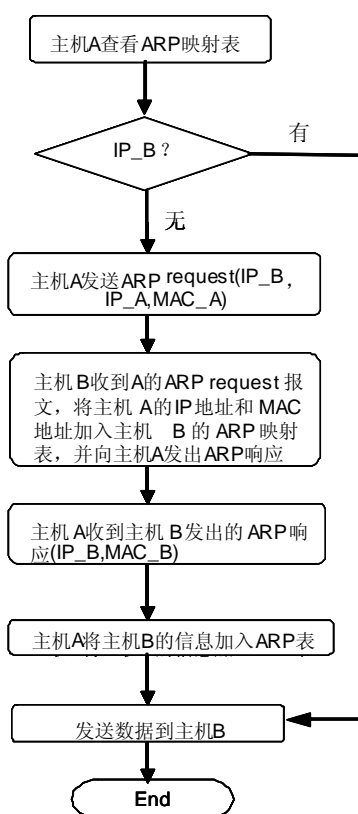 主机A查看ARP映射表
IP_B？
有
无
主机A发送ARP request(IP_B，
IP_A,MAC_A)
主机B收到A的ARP request 报
文，将主机 A的IP地址和 MAC
地址加入主机 B 的 ARP 映射
表，并向主机A发出ARP响应
主机 A收到主机 B发出的 ARP响
应(IP_B,MAC_B)
主机A将主机B的信息加入ARP表
发送数据到主机B
End